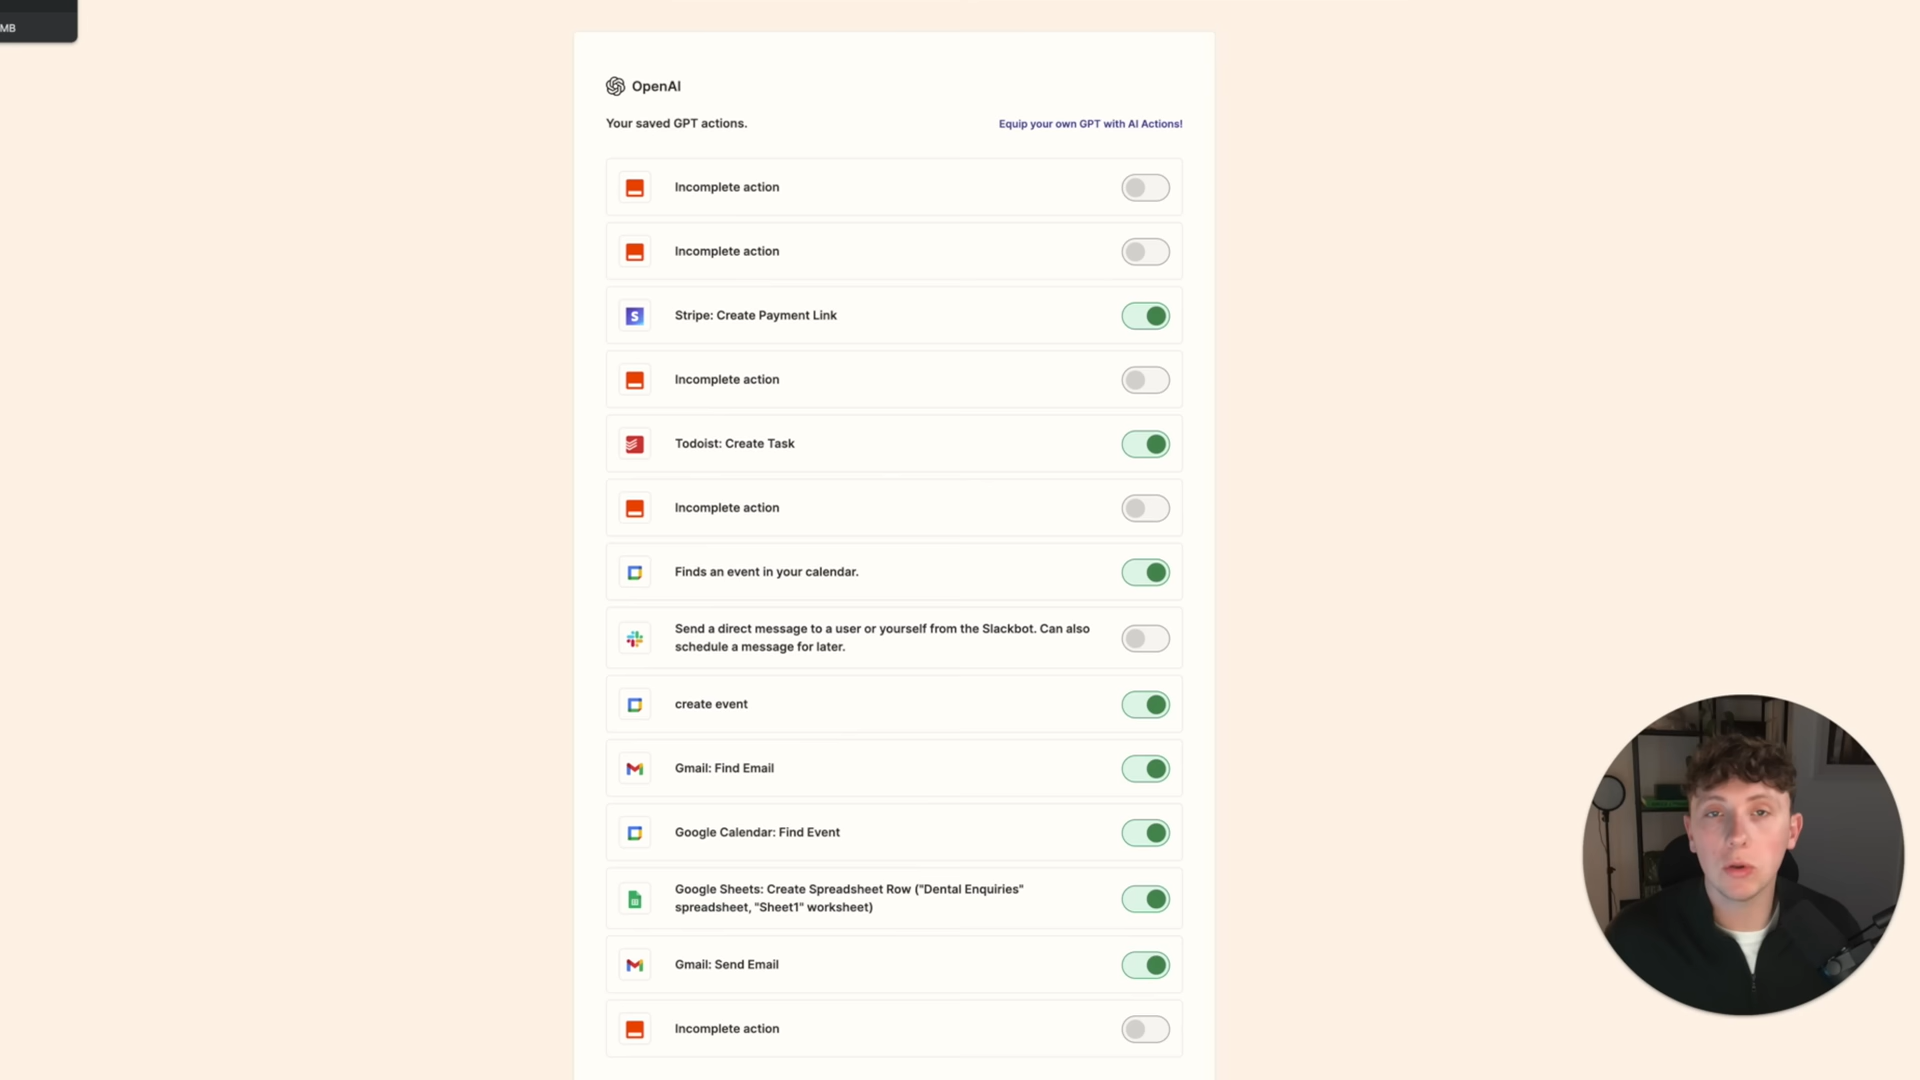 MB
OpenAI
Your saved GPT actions.
Equip your own GPT with AI Actions!
Incomplete action
Incomplete action
S
Stripe: Create Payment Link
Incomplete action
Todoist: Create Task
Incomplete action
Finds an event in your calendar.
Send a direct message to a user or yourself from the Slackbot. Can also
schedule a message for later.
create event
Gmail: Find Email
Google Calendar: Find Event
Google Sheets: Create Spreadsheet Row ("Dental Enquiries"
spreadsheet, "Sheet1" worksheet)
Gmail: Send Email
Incomplete action